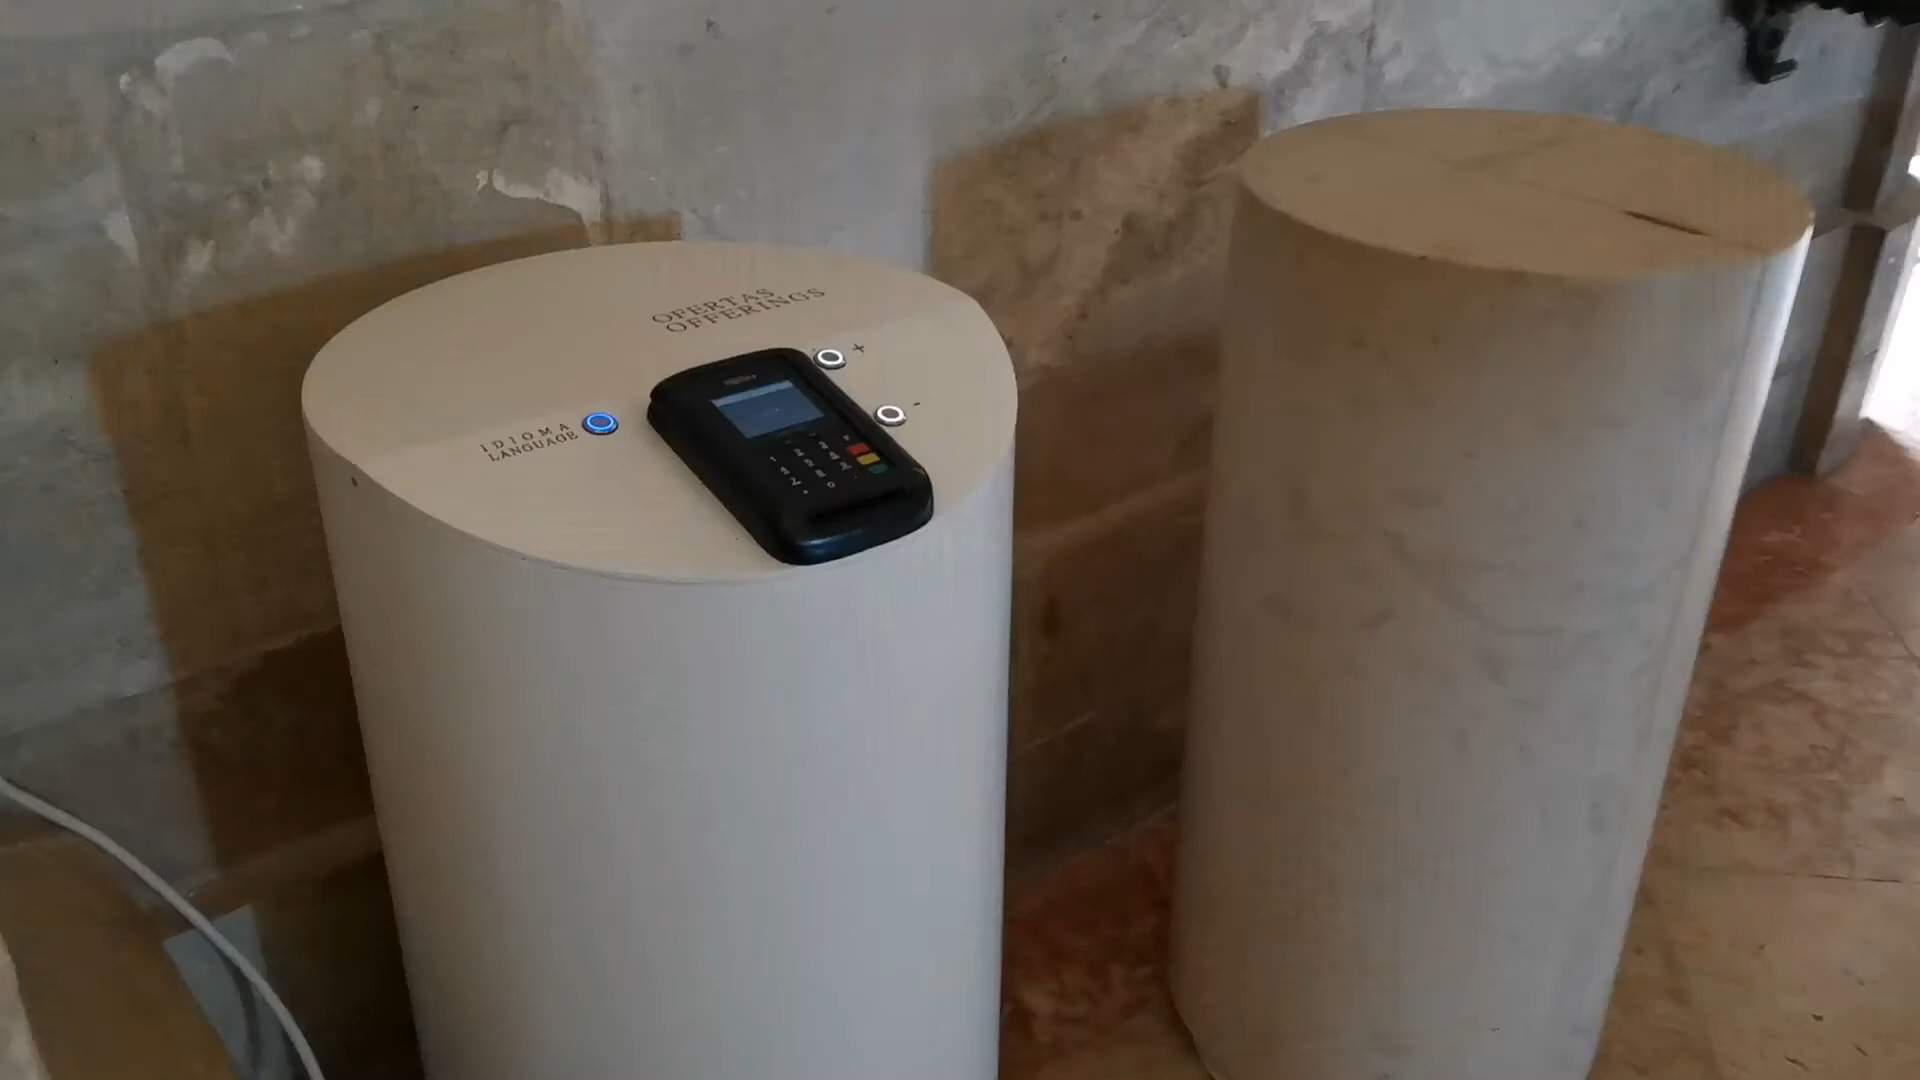 OFERTAS
OFFERINGS
+
-
IDIOMA
LANGUAGE